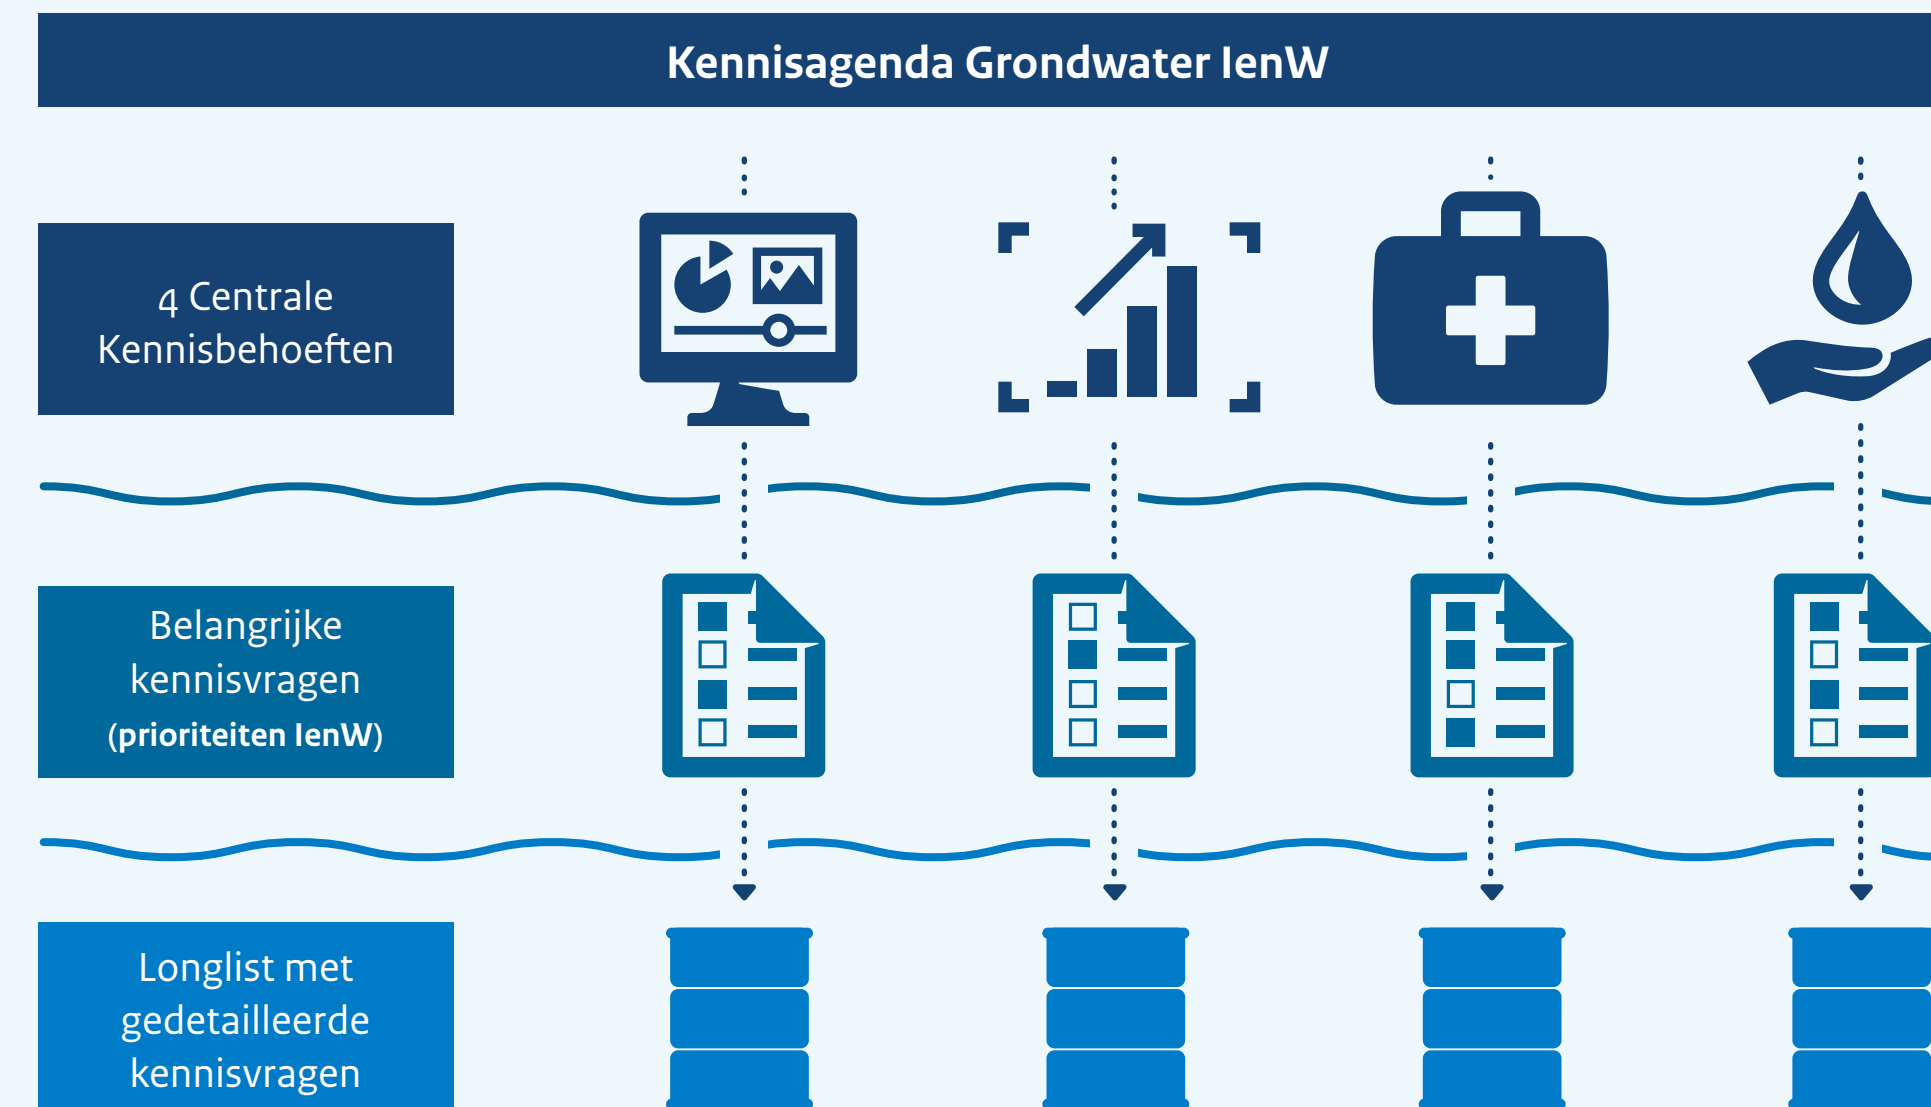 Kennisagenda Grondwater IenW
4 Centrale
Kennisbehoeften
Belangrijke
kennisvragen
(prioriteiten IenW)
Longlist met
gedetailleerde
kennisvragen